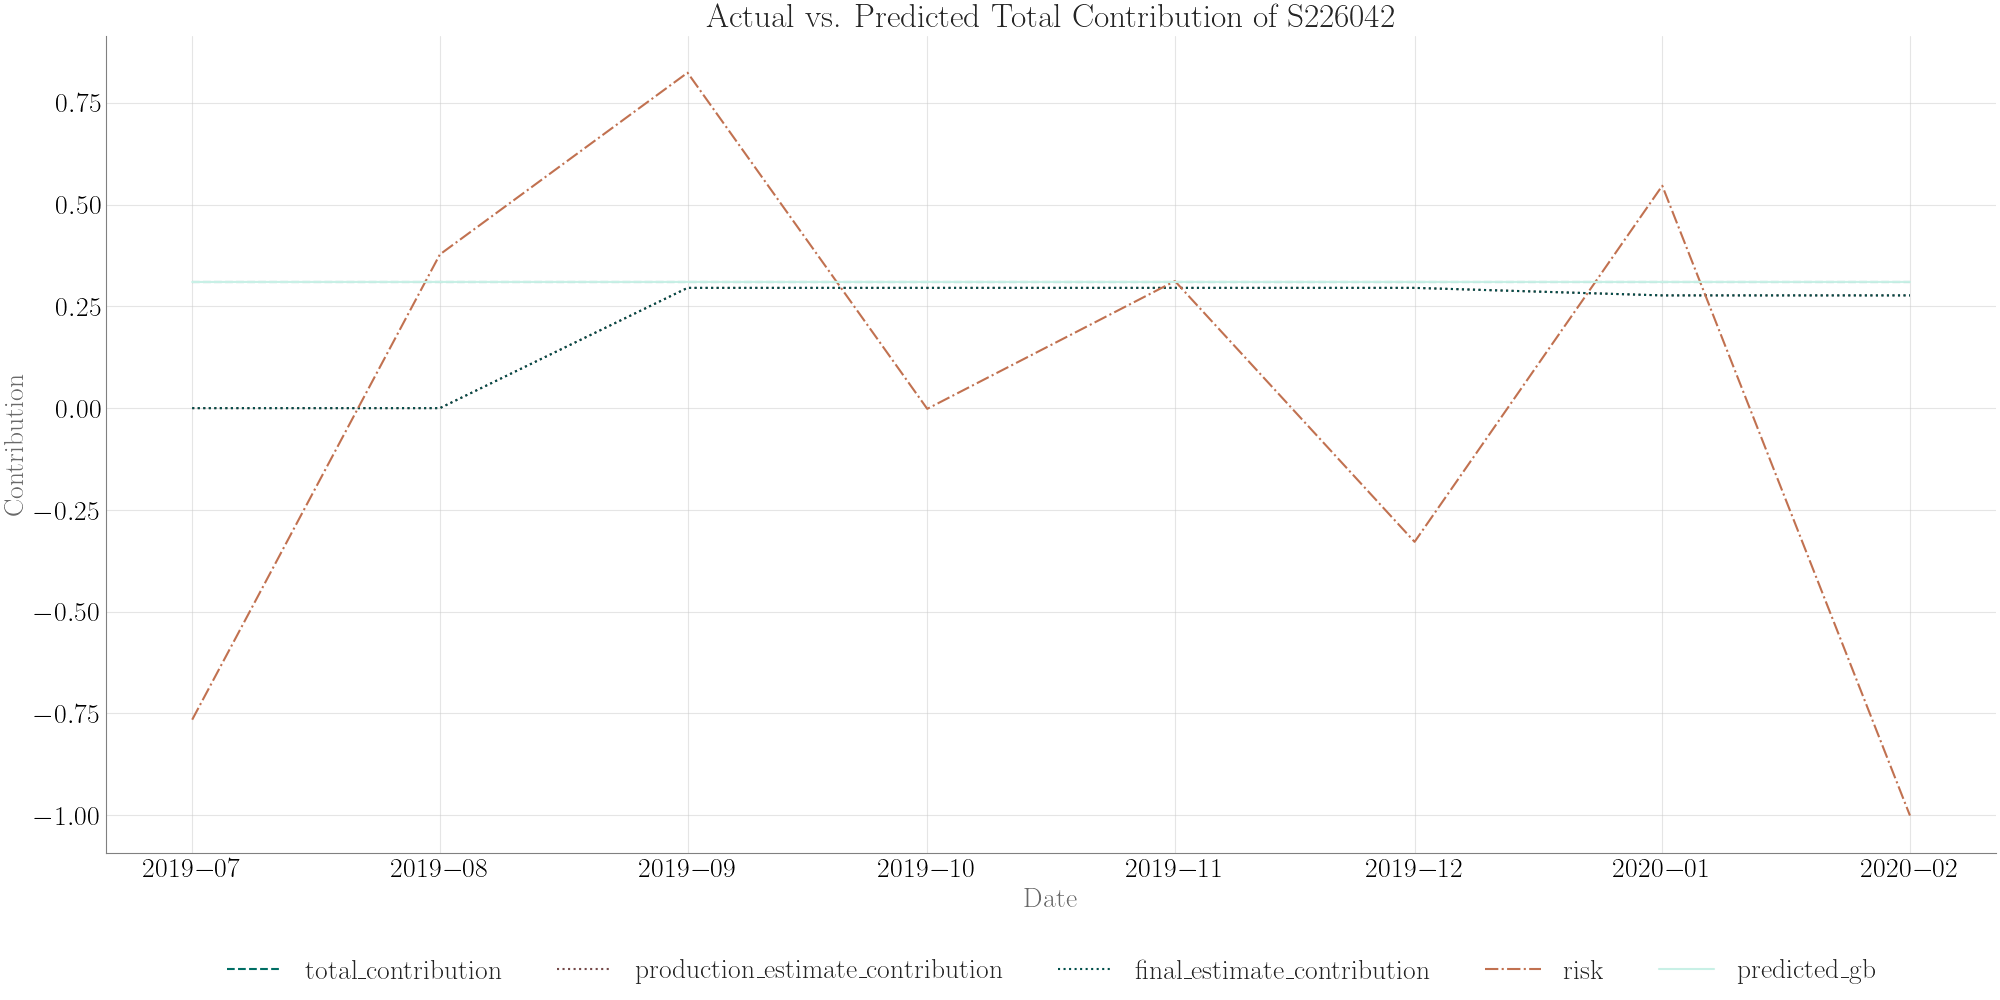 Actual vs. Predicted Total Contribution of S226042
0.75
0.50
0.25
0.00
−0.25
−0.50
−0.75
−1.00
Contribution
2019−07 2019−08 2019−09 2019−10 2019−11 2019−12 2020−01 2020−02
Date
total_contribution production_estimate_contribution final_estimate_contribution risk predicted_gb